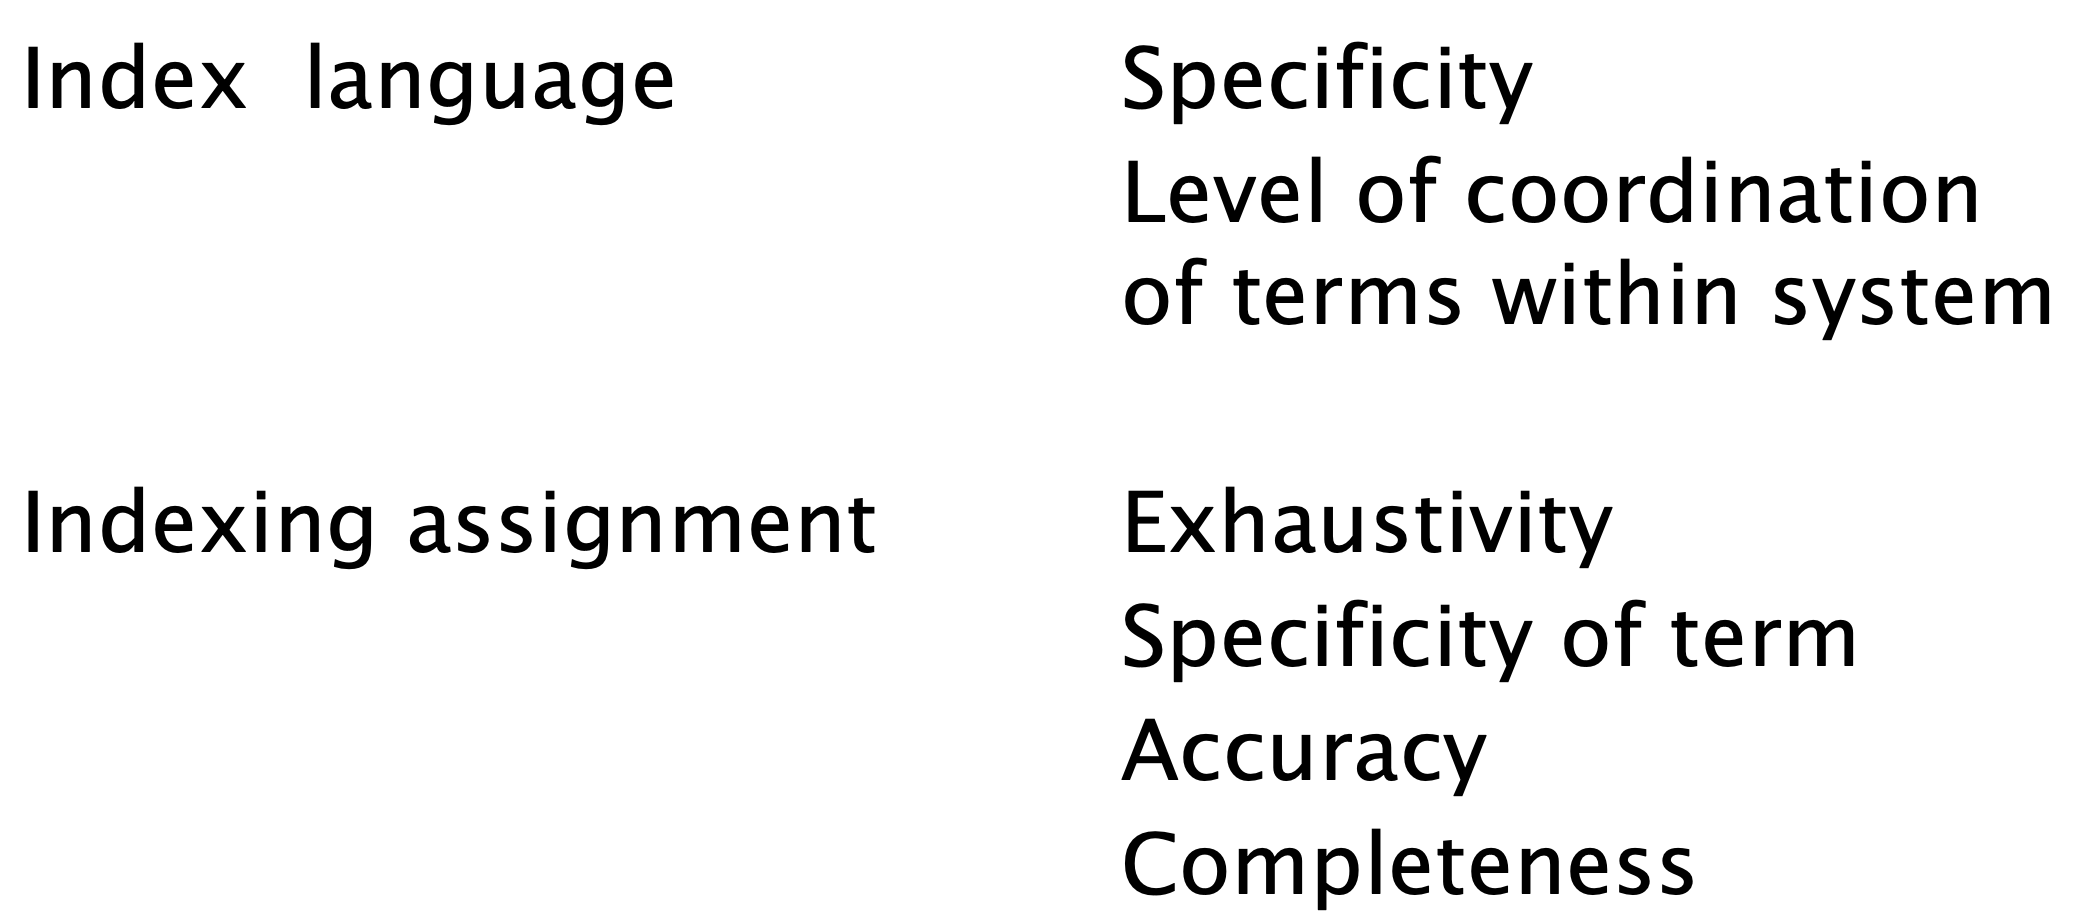 Index language
Specificity
Level of coordination
of terms within system
Indexing assignment
Exhaustivity
Specificity of term
Accuracy
Completeness